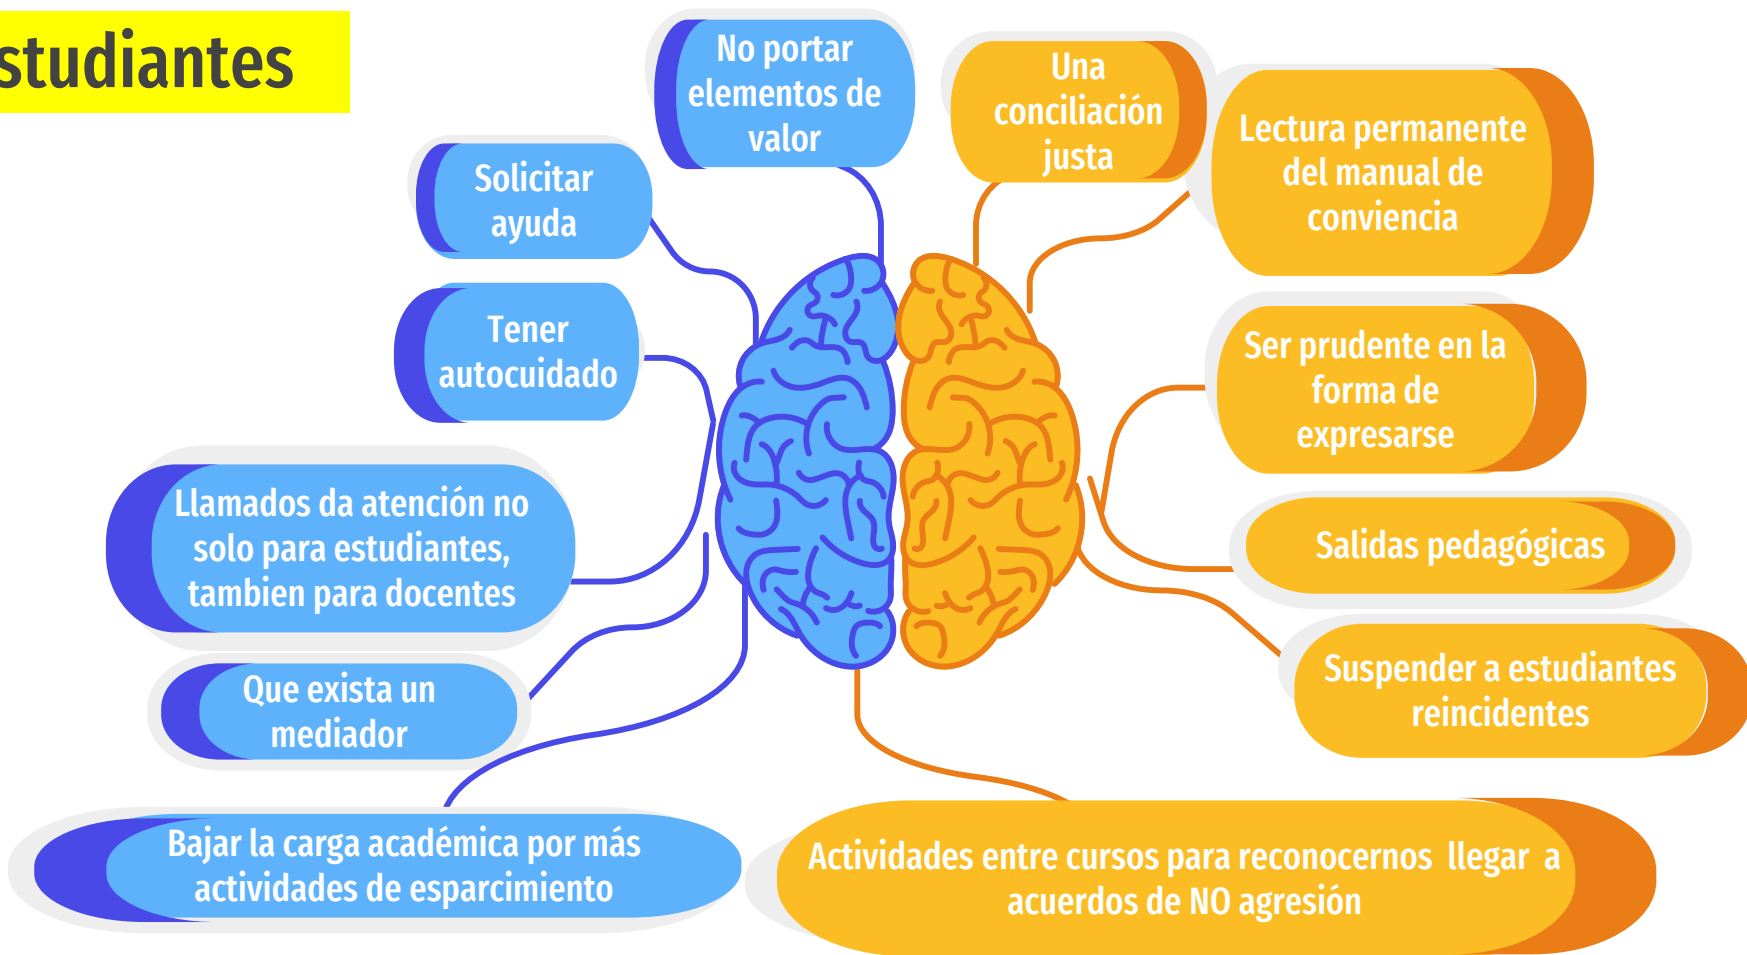 studiantes
No portar
elementos de
valor
Una
conciliación
justa
Lectura permanente
del manual de
conviencia
Solicitar
ayuda
Tener
autocuidado
Ser prudente en la
forma de
expresarse
Llamados da atención no
solo para estudiantes,
tambien para docentes
Salidas pedagógicas
Que exista un
mediador
Suspender a estudiantes
reincidentes
Bajar la carga académica por más
actividades de esparcimiento
Actividades entre cursos para reconocernos llegar a
acuerdos de NO agresión